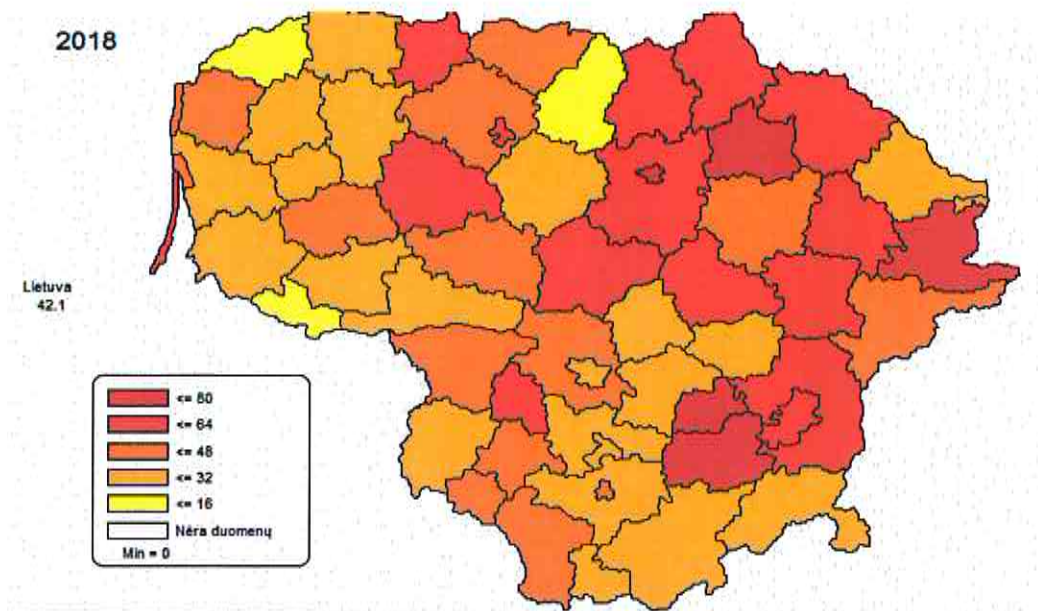 2018
Lietuva
42.1
<= 80
<= 64
<= 48
<= 32
<= 16
Nėra duomenų
Min = 0